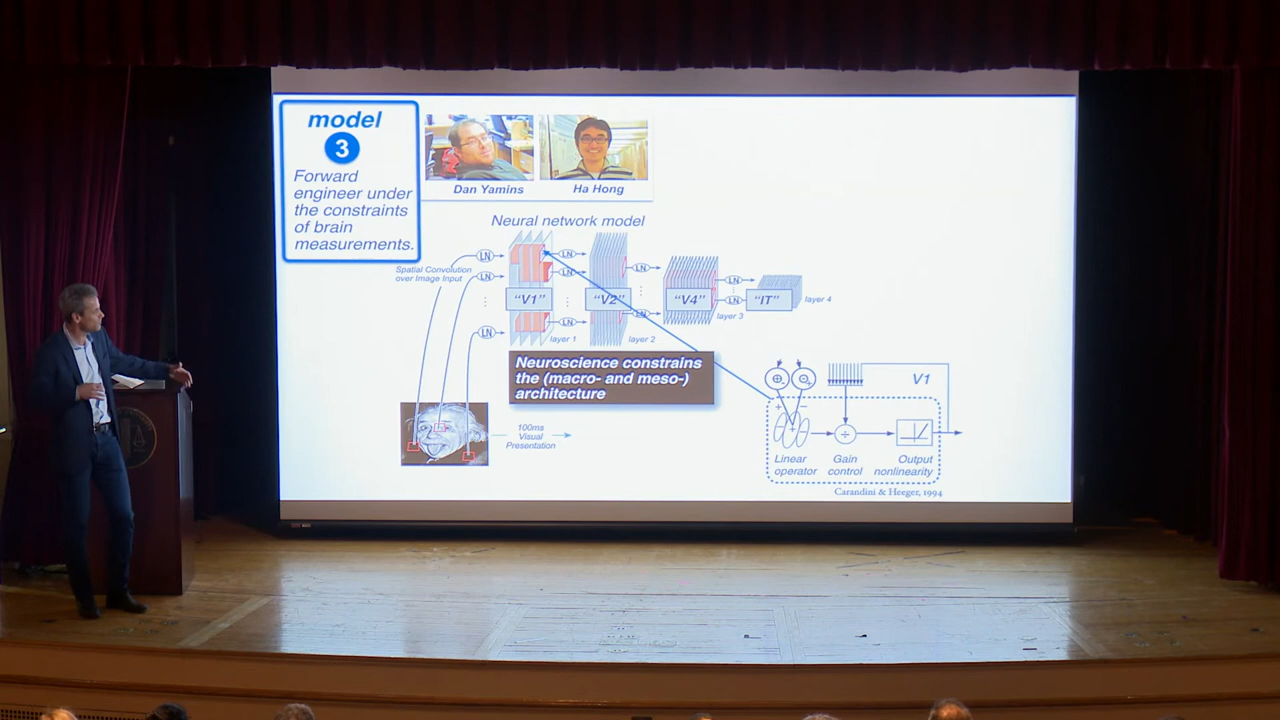 model
3
Forward
engineer under
the constraints
of brain
measurements.
Dan Yamins
Ha Hong
Neural network model
Spatial Convolution
over Image Input
LN
LN
LN
LN
LN
LN
LN
LN
LN
LN
"V1"
"V2"
"V4"
"IT"
layer 1
layer 2
layer 3
layer 4
Neuroscience constrains
the (macro- and meso-)
architecture
100ms
Visual
Presentation
V1
Linear
operator
Gain
control
Output
nonlinearity
Carandini & Heeger, 1994